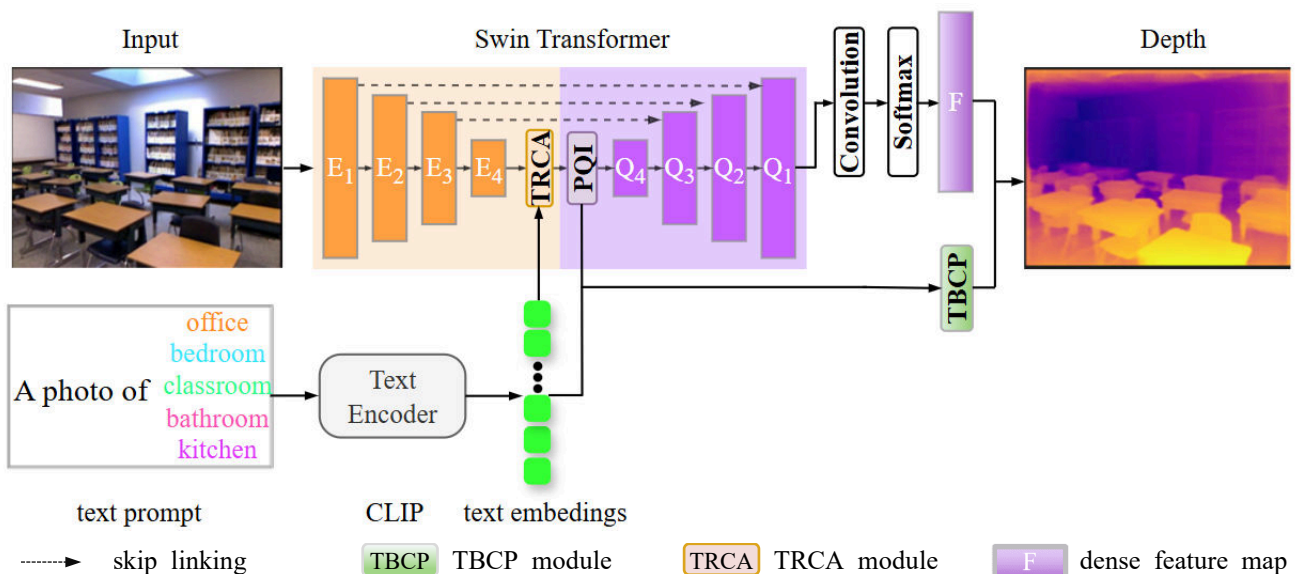 Input
Swin Transformer
Depth
E1
E2
E3
E4
TRCA
PQI
Q4
Q3
Q2
Q1
Convolution
Softmax
F
TBCP
A photo of
office
bedroom
classroom
bathroom
kitchen
Text
Encoder
text prompt
CLIP
text embedings
skip linking
TBCP TBCP module
TRCA TRCA module
F dense feature map